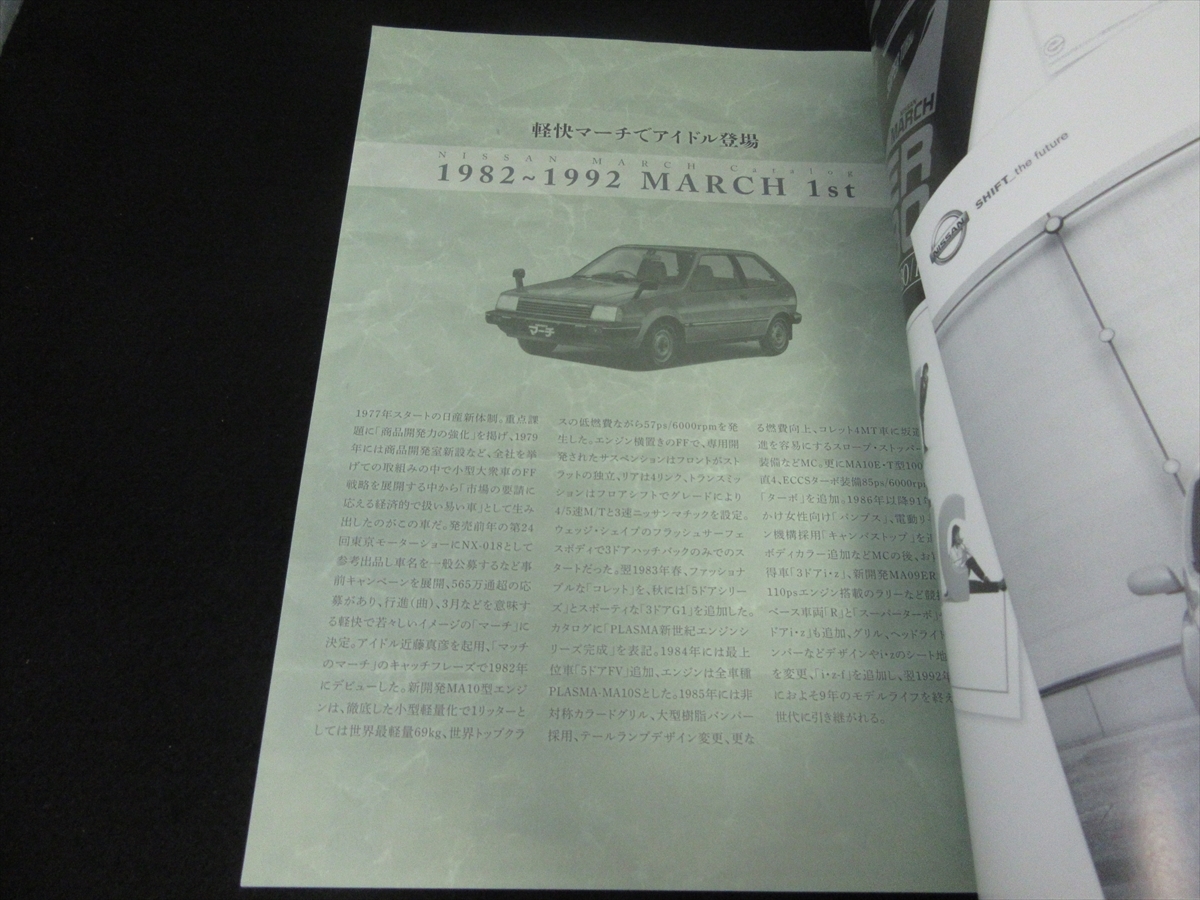 軽快マーチでアイドル登場
NISSAN MARCH Catalog
1982~1992 MARCH 1st
マーチ
1977年スタートの日産新体制。重点課
題に「商品開発力の強化」を掲げ、1979
年には商品開発室新設など、全社を挙
げての取組みの中で小型大衆車のFF
戦略を展開する中から「市場の要請に
応える経済的で扱い易い車」として生み
出したのがこの車だ。発売前年の第24
回東京モーターショーにNX-018として
参考出品し車名を一般公募するなど事
前キャンペーンを展開、565万通超の応
募があり、行進(曲)、3月などを意味す
る軽快で若々しいイメージの「マーチ」に
決定。アイドル近藤真彦を起用、「マッチ
のマーチ」のキャッチフレーズで1982年
にデビューした。新開発MA10型エンジ
ンは、徹底した小型軽量化で1リッターと
しては世界最軽量69kg、世界トップクラ
スの低燃費ながら57ps/6000rpmを発
生した。エンジン横置きのFFで、専用開
発されたサスペンションはフロントがスト
ラットの独立、リアは4リンク、トランスミッ
ションはフロアシフトでグレードにより
4/5速M/Tと3速ニッサンマチックを設定。
ウェッジ・シェイプのフラッシュサーフェ
スボディで3ドアハッチバックのみでのス
タートだった。翌1983年春、ファッショナ
ブルな「コレット」を、秋には「5ドアシリー
ズ」とスポーティな「3ドアG1」を追加した。
カタログに「PLASMA新世紀エンジンシ
リーズ完成」を表記。1984年には最上
位車「5ドアFV」追加、エンジンは全車種
PLASMA-MA10Sとした。1985年には非
対称カラードグリル、大型樹脂バンパー
採用、テールランプデザイン変更、更な
る燃費向上、コレット4MT車に坂道
進を容易にするスロープ・ストッパー
装備などMC。更にMA10E・T型100
直4、ECCSターボ装備85ps/6000rp
「ターボ」を追加。1986年以降91年
かけ女性向け「パンプス」、電動リ
ン機構採用「キャンバストップ」を
ボディカラー追加などMCの後、お
得車「3ドアi・z」、新開発MA09ER
110psエンジン搭載のラリーなど競
ベース車両「R」と「スーパーターボ
ドアi・z」も追加、グリル、ヘッドライ
ンパーなどデザインやi・zのシート地
を変更、「i・z-f」を追加し、翌1992年
におよそ9年のモデルライフを終え
世代に引き継がれる。
MARCH
NISSAN
SHIFT_the future